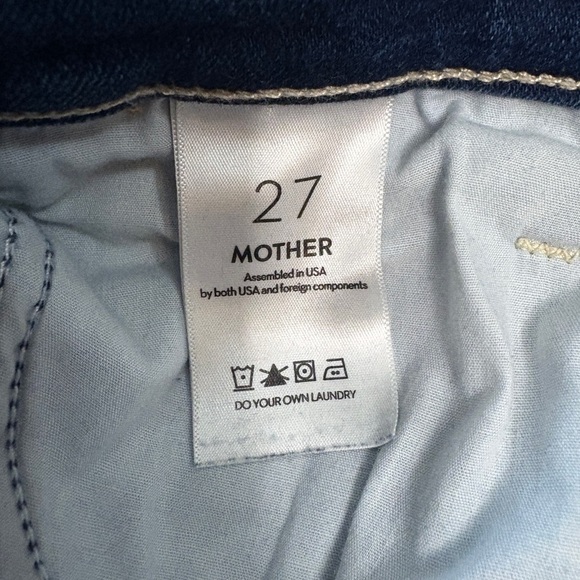 27
MOTHER
Assembled in USA
by both USA and foreign components
DO YOUR OWN LAUNDRY